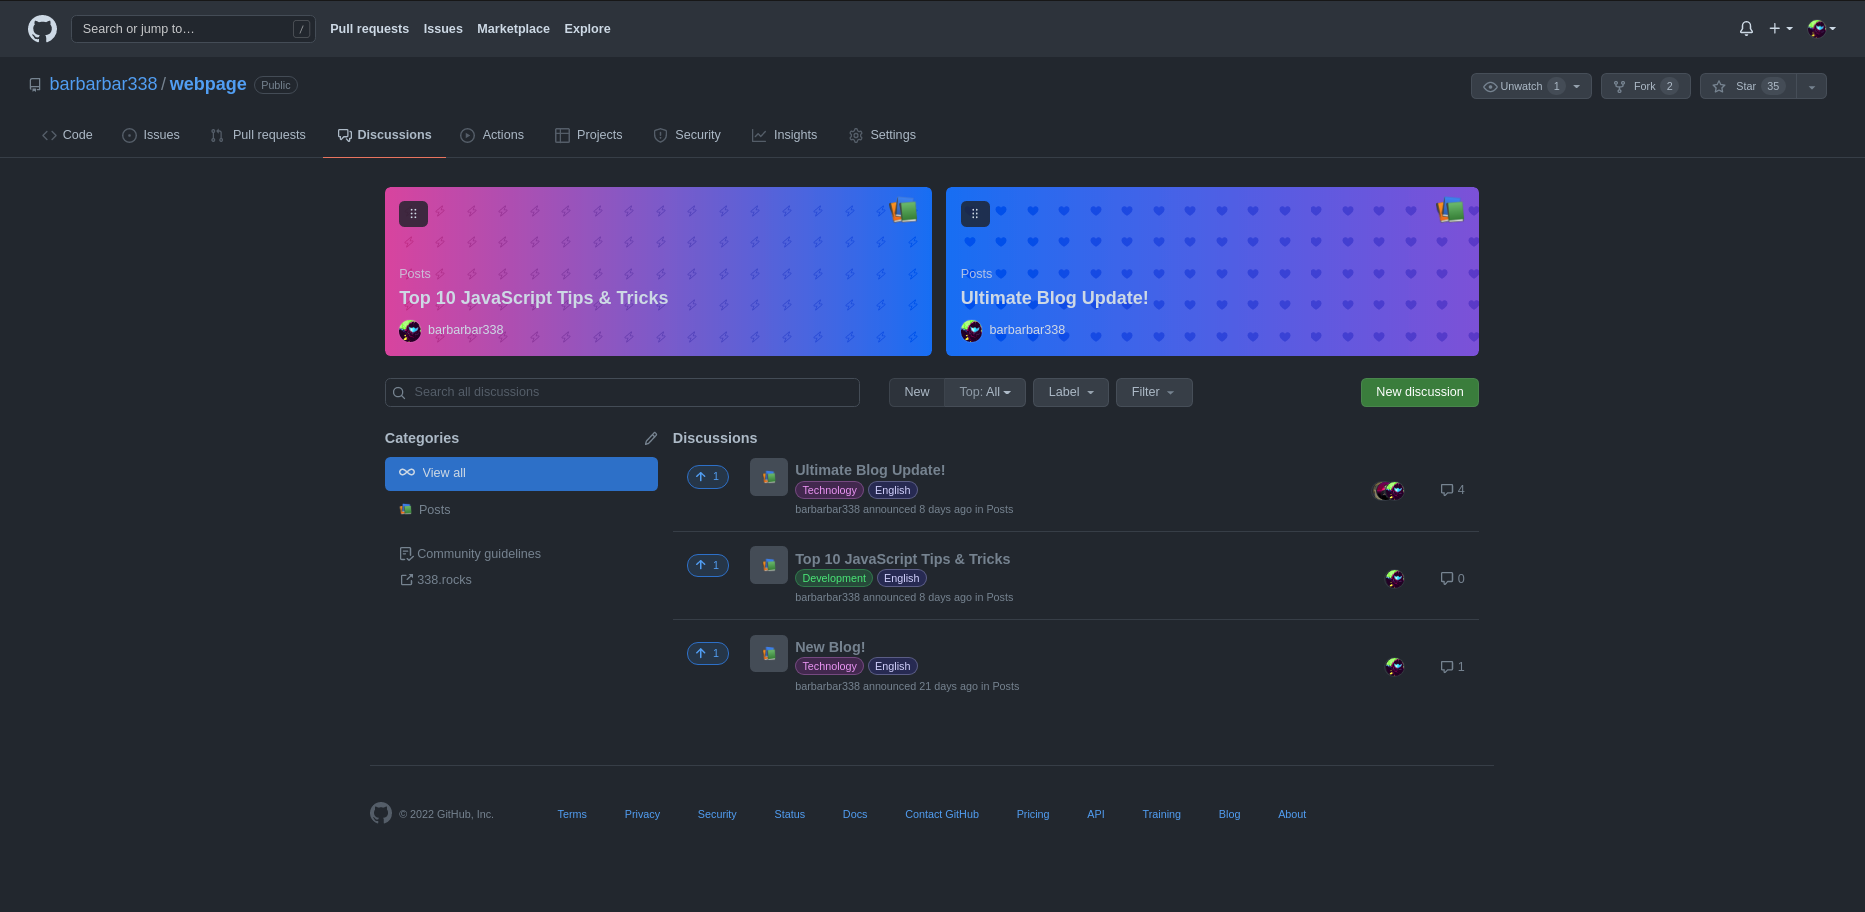 Search or jump to… /
Pull requests Issues Marketplace Explore
barbarbar338 / webpage Public
Unwatch 1 Fork 2 Star 35
Code Issues Pull requests Discussions Actions Projects Security Insights Settings
Posts
Top 10 JavaScript Tips & Tricks
barbarbar338
Posts
Ultimate Blog Update!
barbarbar338
Search all discussions
New Top: All Label Filter New discussion
Categories
View all
Posts
Community guidelines
338.rocks
Discussions
1 Ultimate Blog Update!
Technology English
4
barbarbar338 announced 8 days ago in Posts
1 Top 10 JavaScript Tips & Tricks
Development English
0
barbarbar338 announced 8 days ago in Posts
1 New Blog!
Technology English
1
barbarbar338 announced 21 days ago in Posts
© 2022 GitHub, Inc. Terms Privacy Security Status Docs Contact GitHub Pricing API Training Blog About